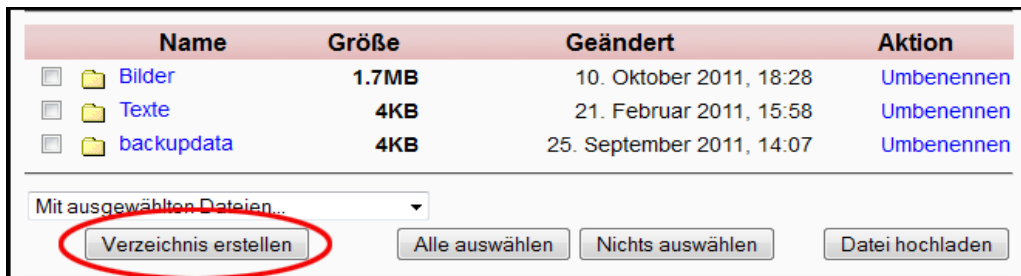 Name Größe Geändert Aktion
Bilder 1.7MB 10. Oktober 2011, 18:28 Umbenennen
Texte 4KB 21. Februar 2011, 15:58 Umbenennen
backupdata 4KB 25. September 2011, 14:07 Umbenennen
Mit ausgewählten Dateien...
Verzeichnis erstellen Alle auswählen Nichts auswählen Datei hochladen